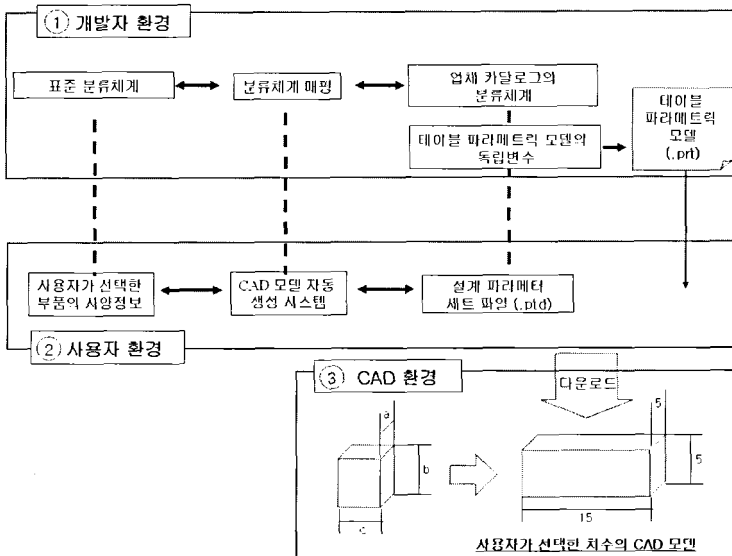 ① 개발자 환경
표준 분류체계
분류체계 매핑
업체 카달로그의
분류체계
테이블 파라메트릭 모델의
독립변수
테이블
파라메트릭
모델
(.prt)
사용자가 선택한
부품의 사양정보
CAD 모델 자동
생성 시스템
설계 파라메터
세트 파일 (.ptd)
② 사용자 환경
③ CAD 환경
다운로드
a
b
c
5
5
15
사용자가 선택한 치수의 CAD 모델